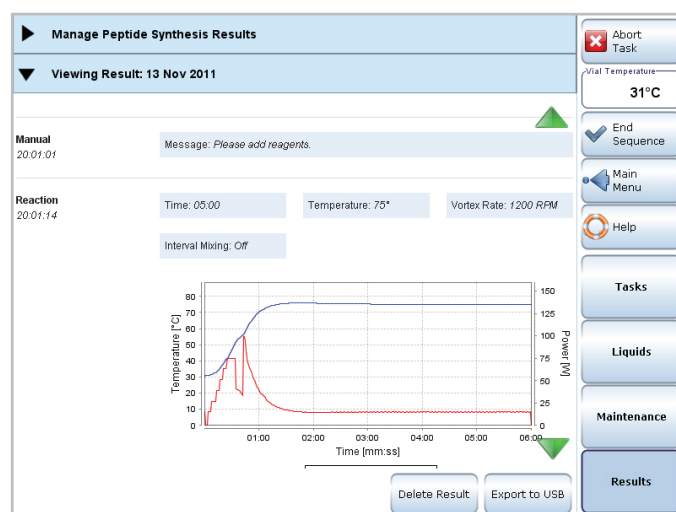 Manage Peptide Synthesis Results
Viewing Result: 13 Nov 2011
Manual
20:01:01
Message: Please add reagents.
Reaction
20:01:14
Time: 05:00
Temperature: 75°
Vortex Rate: 1200 RPM
Interval Mixing: Off
Temperature [°C]
80
70
60
50
40
30
20
10
0
150
125
100
75
50
25
0
Power [W]
01:00
02:00
03:00
04:00
05:00
06:00
Time [mm:ss]
Delete Result
Export to USB
Abort
Task
Vial Temperature
31°C
End
Sequence
Main
Menu
Help
Tasks
Liquids
Maintenance
Results